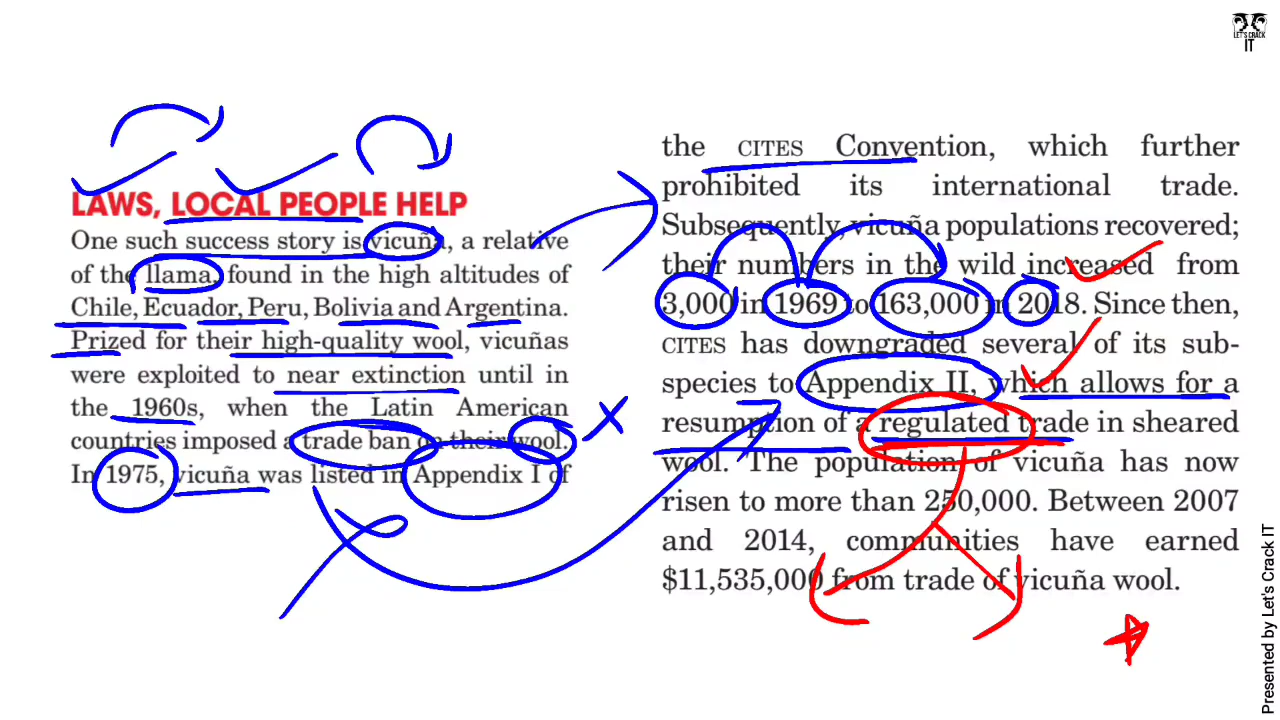 LET'S CRACK
IT
LAWS, LOCAL PEOPLE HELP
One such success story is vicuña, a relative
of the llama, found in the high altitudes of
Chile, Ecuador, Peru, Bolivia and Argentina.
Prized for their high-quality wool, vicuñas
were exploited to near extinction until in
the 1960s, when the Latin American
countries imposed a trade ban on their wool.
In 1975, vicuña was listed in Appendix I of
the CITES Convention, which further
prohibited its international trade.
Subsequently, vicuña populations recovered;
their numbers in the wild increased from
3,000 in 1969 to 163,000 in 2018. Since then,
CITES has downgraded several of its sub-
species to Appendix II, which allows for a
resumption of a regulated trade in sheared
wool. The population of vicuña has now
risen to more than 250,000. Between 2007
and 2014, communities have earned
$11,535,000 from trade of vicuña wool.
Presented by Let's Crack IT